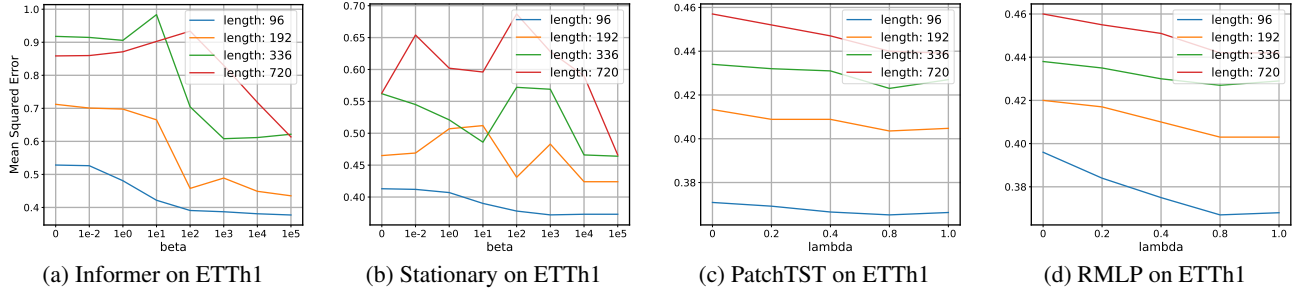 Mean Squared Error
1.0
0.9
0.8
0.7
0.6
0.5
0.4
0 1e-2 1e0 1e1 1e2 1e3 1e4 1e5
beta
length: 96
length: 192
length: 336
length: 720
(a) Informer on ETTh1
0.70
0.65
0.60
0.55
0.50
0.45
0.40
0 1e-2 1e0 1e1 1e2 1e3 1e4 1e5
beta
length: 96
length: 192
length: 336
length: 720
(b) Stationary on ETTh1
0.46
0.44
0.42
0.40
0.38
0 0.2 0.4 0.8 1.0
lambda
length: 96
length: 192
length: 336
length: 720
(c) PatchTST on ETTh1
0.46
0.44
0.42
0.40
0.38
0 0.2 0.4 0.8 1.0
lambda
length: 96
length: 192
length: 336
length: 720
(d) RMLP on ETTh1